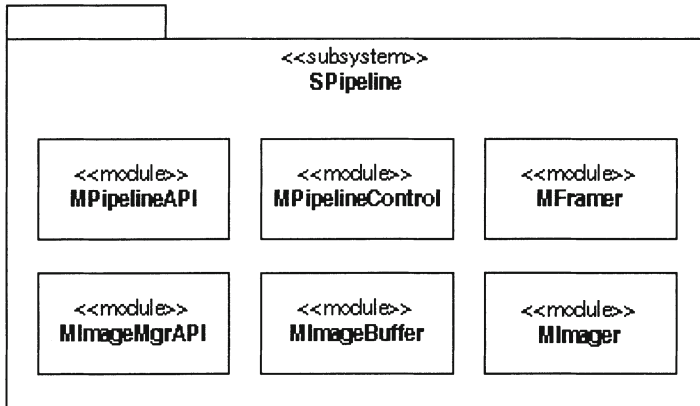 <<subsystem>>
SPipeline
<<module>>
MPipelineAPI
<<module>>
MPipelineControl
<<module>>
MFramer
<<module>>
MImageMgrAPI
<<module>>
MImageBuffer
<<module>>
MImager